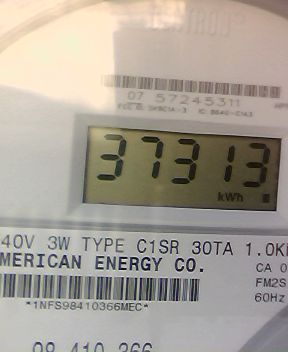 07 57245311
37313
kWh
40V 3W TYPE C1SR 30TA 1.0K
MERICAN ENERGY CO.
CA 0
FM2S
60Hz
*1NFS98410366MEC*
98 410 366